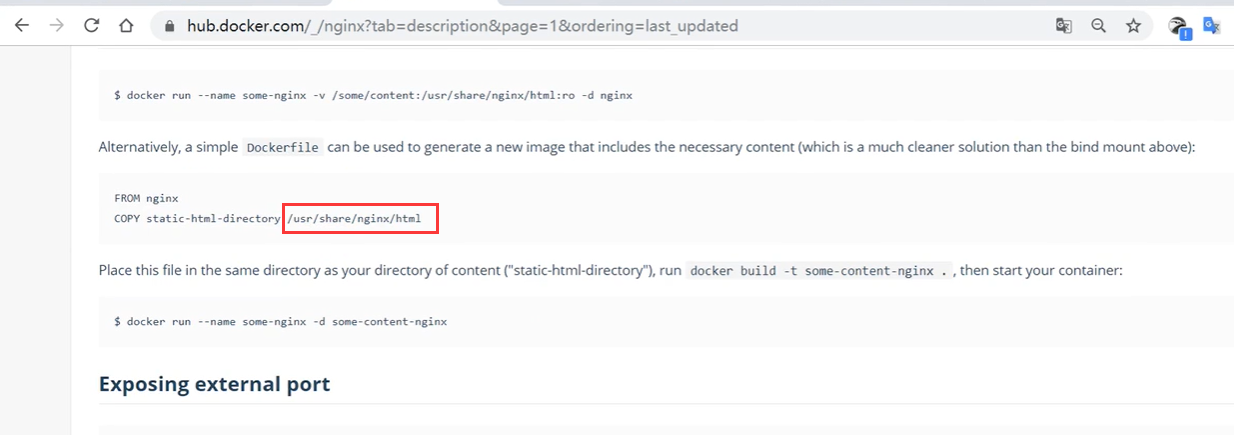 hub.docker.com/_/nginx?tab=description&page=1&ordering=last_updated
$ docker run --name some-nginx -v /some/content:/usr/share/nginx/html:ro -d nginx
Alternatively, a simple Dockerfile can be used to generate a new image that includes the necessary content (which is a much cleaner solution than the bind mount above):
FROM nginx
COPY static-html-directory /usr/share/nginx/html
Place this file in the same directory as your directory of content ("static-html-directory"), run docker build -t some-content-nginx . , then start your container:
$ docker run --name some-nginx -d some-content-nginx
Exposing external port